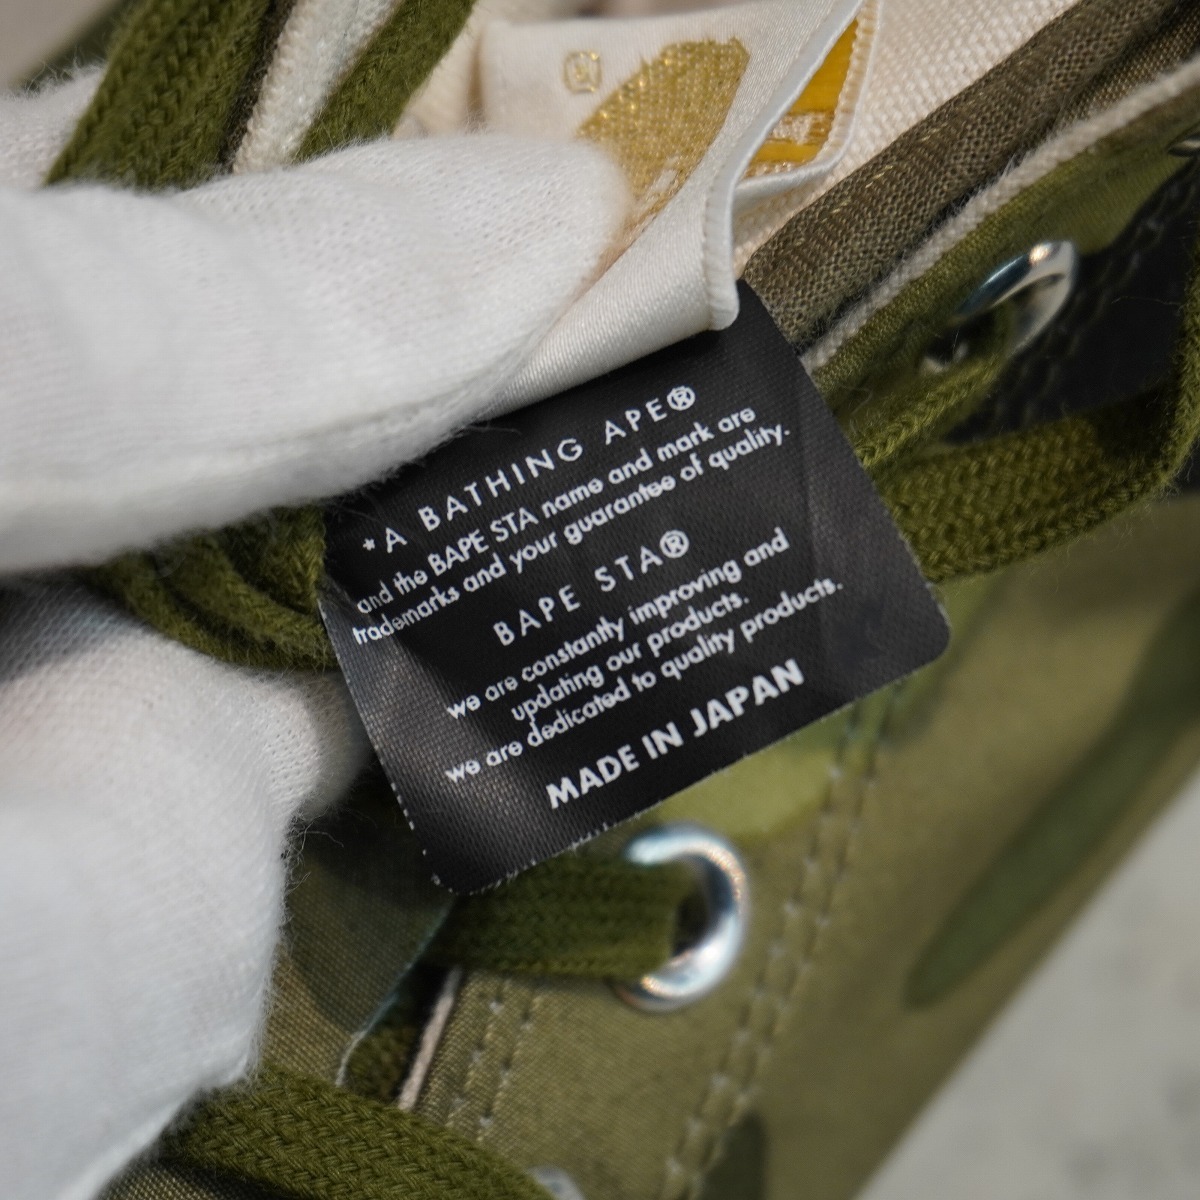 *A BATHING APE®
and the BAPE STA name and mark are
trademarks and your guarantee of quality.
BAPE STA®
we are constantly improving and
updating our products.
we are dedicated to quality products.
MADE IN JAPAN